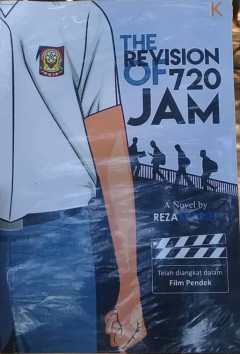 K
THE
REVISION
OF 720
JAM
A Novel by
REZA
Telah diangkat dalam
Film Pendek